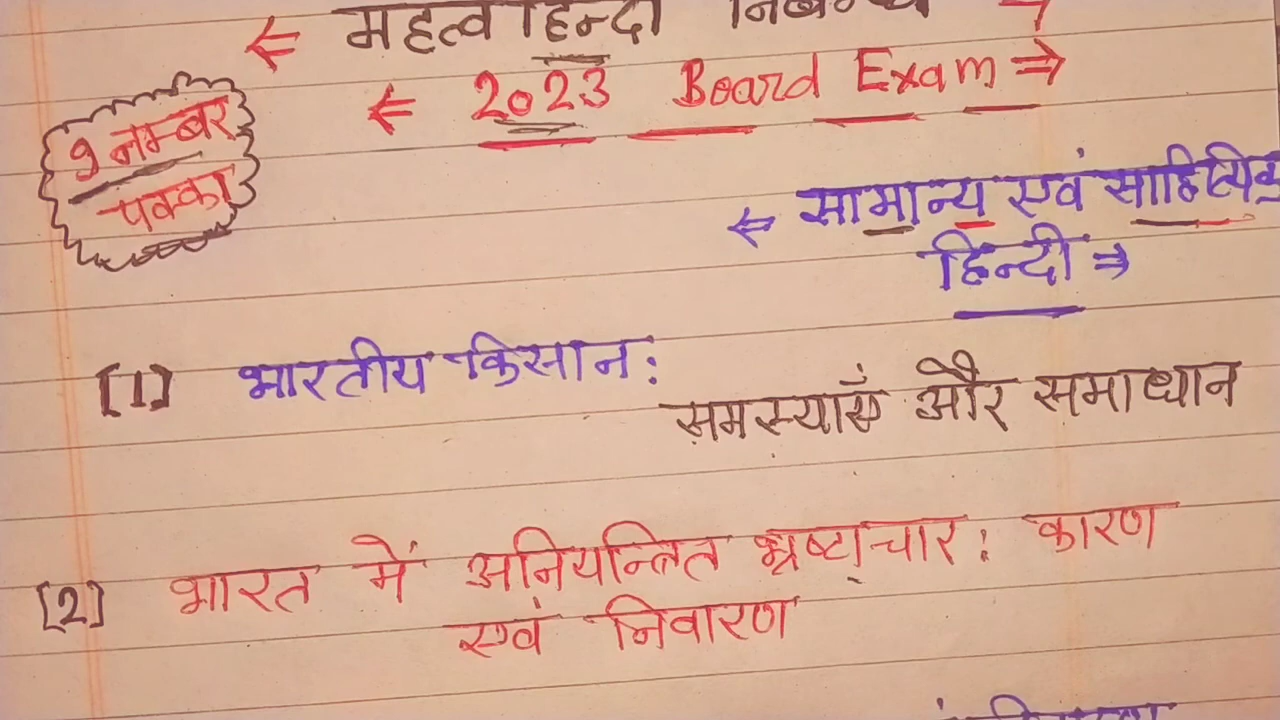 ← महत्व हिन्दी निबन्ध →
← 2023 Board Exam ⇒
9 नम्बर
पक्का
← सामान्य एवं साहित्यिक
हिन्दी ⇒
[1] भारतीय किसान:
समस्याएँ और समाधान
[2] भारत में अनियन्त्रित भ्रष्टाचार: कारण
एवं निवारण